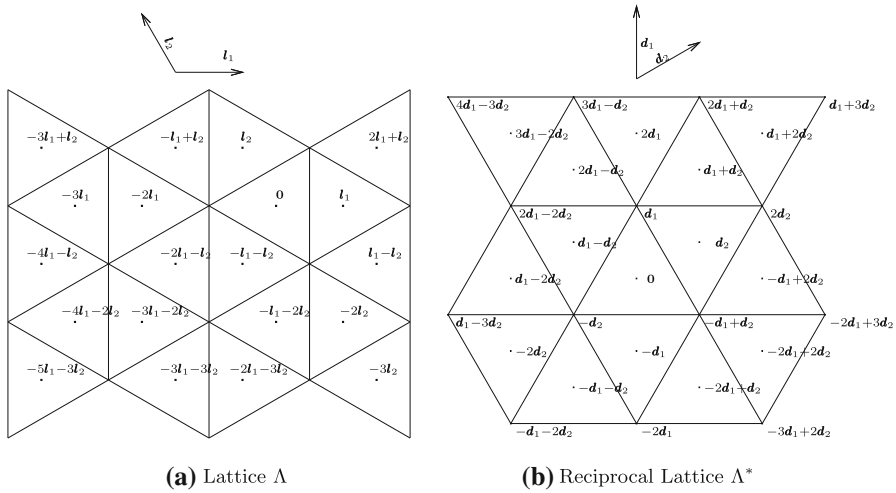 l₂ l₁
−3l₁+l₂ −l₁+l₂ l₂ 2l₁+l₂
−3l₁ −2l₁ 0 l₁
−4l₁−l₂ −2l₁−l₂ −l₁−l₂ l₁−l₂
−4l₁−2l₂ −3l₁−2l₂ −l₁−2l₂ −2l₂
−5l₁−3l₂ −3l₁−3l₂ −2l₁−3l₂ −3l₂
(a) Lattice Λ
d₁
d₂
4d₁−3d₂ 3d₁−d₂ 2d₁+d₂ d₁+3d₂
3d₁−2d₂ 2d₁ d₁+2d₂
2d₁−d₂ d₁+d₂
2d₁−2d₂ d₁ 2d₂
d₁−d₂ d₂
d₁−2d₂ 0 −d₁+2d₂
d₁−3d₂ −d₂ −d₁+d₂ −2d₁+3d₂
−2d₂ −d₁ −2d₁+2d₂
−d₁−d₂ −2d₁+d₂
−d₁−2d₂ −2d₁ −3d₁+2d₂
(b) Reciprocal Lattice Λ*